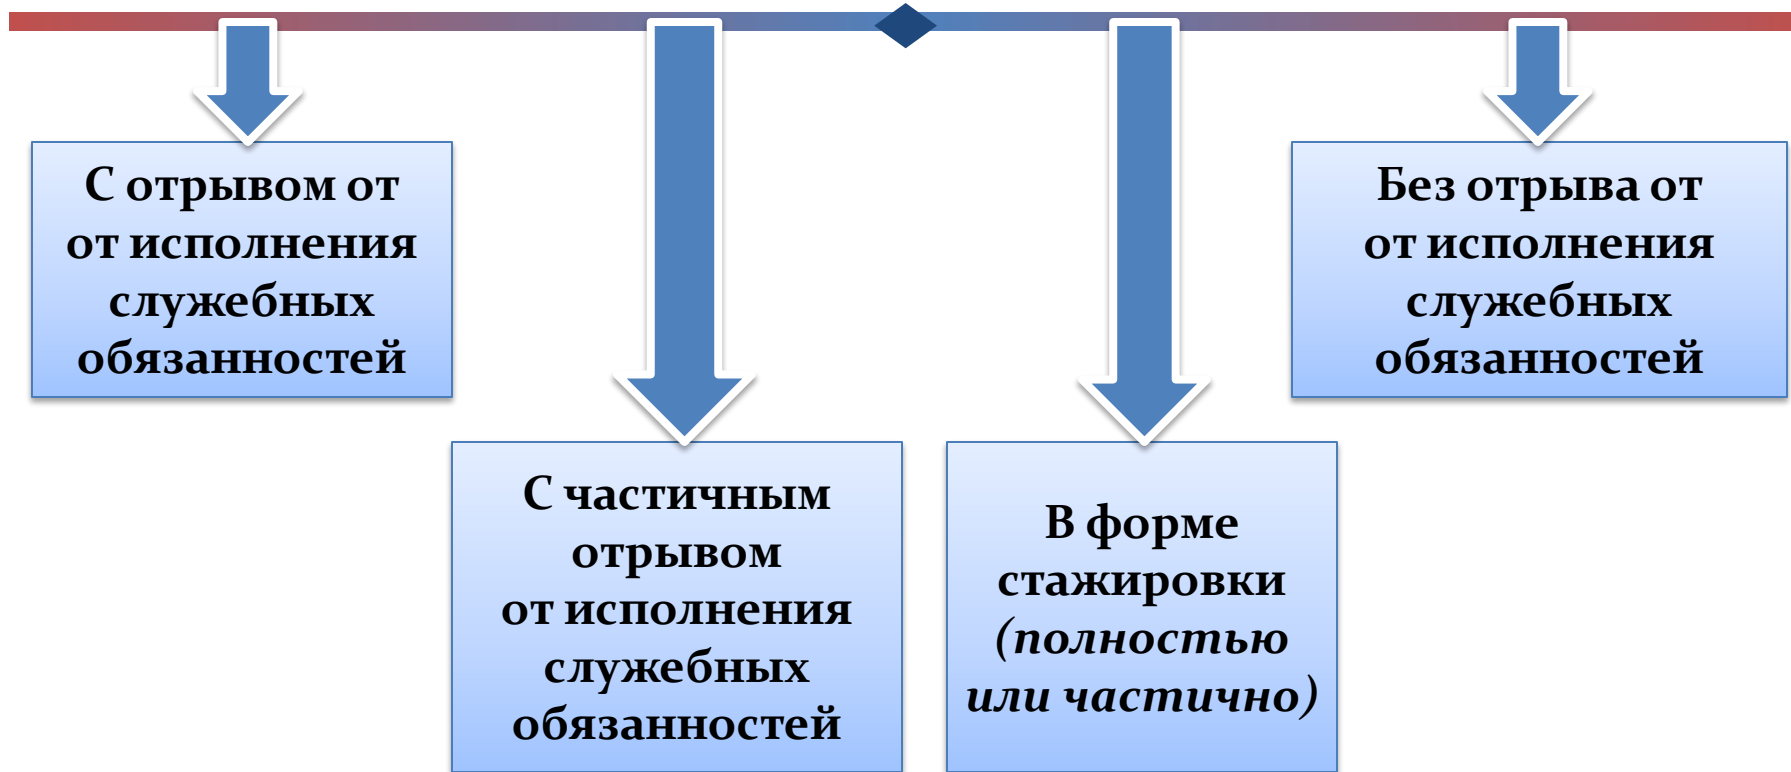 С отрывом от
от исполнения
служебных
обязанностей
С частичным
отрывом
от исполнения
служебных
обязанностей
В форме
стажировки
(полностью
или частично)
Без отрыва от
от исполнения
служебных
обязанностей